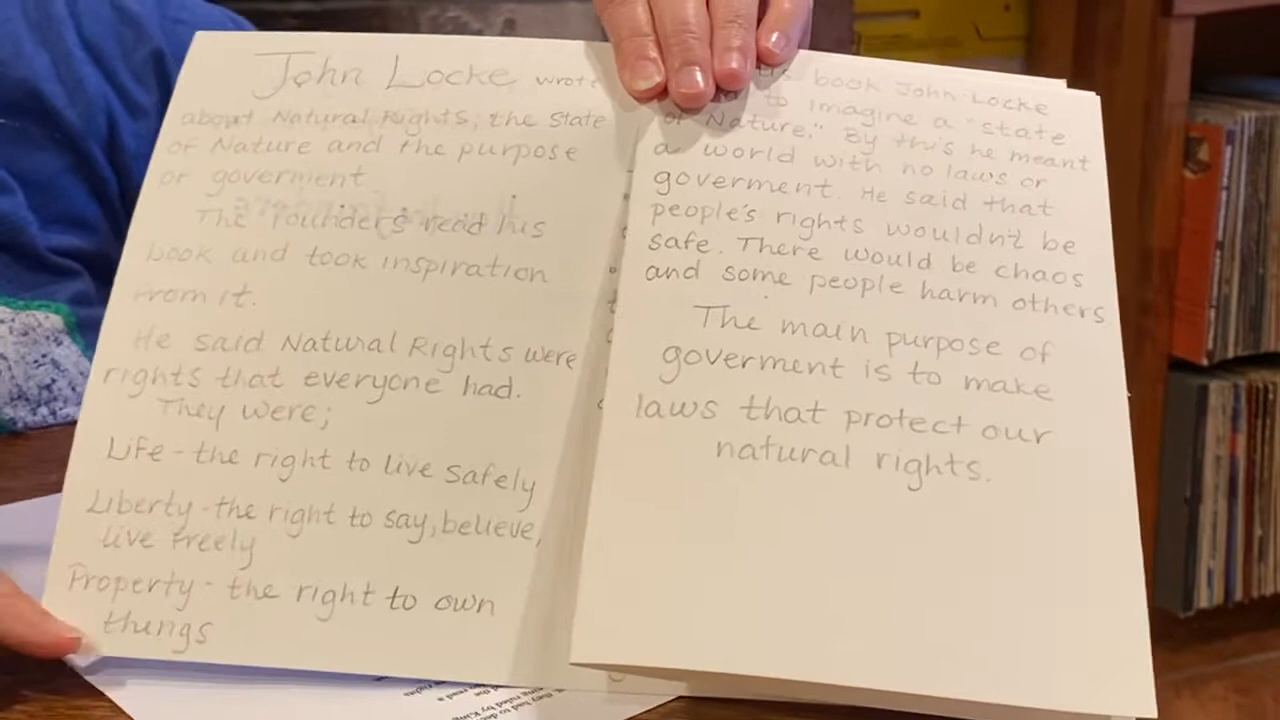 John Locke wrote
about Natural Rights, the State
of Nature and the purpose
of goverment
The Founders read his
book and took inspiration
from it.
He said Natural Rights were
rights that everyone had.
They were;
Life - the right to live safely
Liberty - the right to say, believe,
live freely
Property - the right to own
things
book John Locke
to imagine a "state
of Nature." By this he meant
a world with no laws or
goverment. He said that
people's rights wouldn't be
safe. There would be chaos
and some people harm others
The main purpose of
goverment is to make
laws that protect our
natural rights.